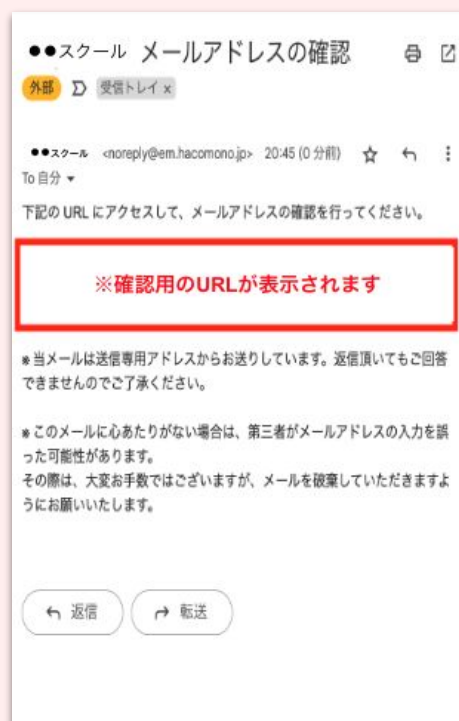 ●●スクール メールアドレスの確認
外部 受信トレイ x
●●スクール <noreply@em.hacomono.jp> 20:45 (0 分前)
To 自分
下記の URL にアクセスして、メールアドレスの確認を行ってください。
※確認用のURLが表示されます
※当メールは送信専用アドレスからお送りしています。返信頂いてもご回答
できませんのでご了承ください。
※このメールに心あたりがない場合は、第三者がメールアドレスの入力を誤
った可能性があります。
その際は、大変お手数ではございますが、メールを破棄していただきますよ
うにお願いいたします。
返信 転送